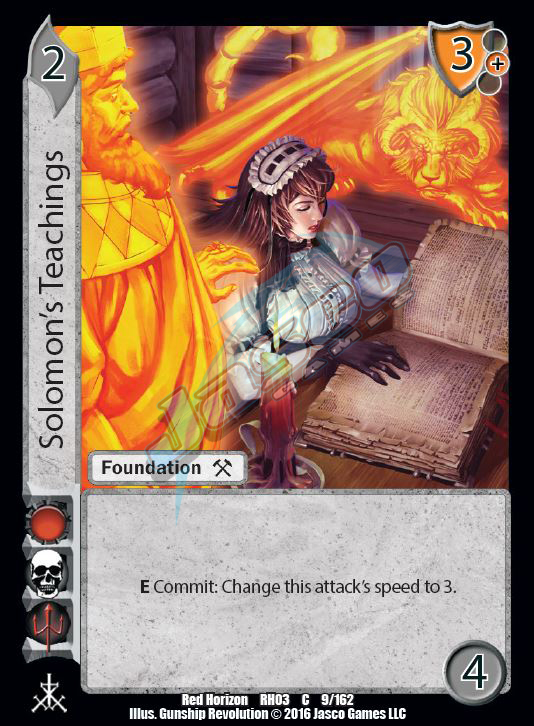 2
3
+
Solomon's Teachings
Foundation
E Commit: Change this attack's speed to 3.
4
Red Horizon RH03 C 9/162
Illus. Gunship Revolution © 2016 Jasco Games LLC